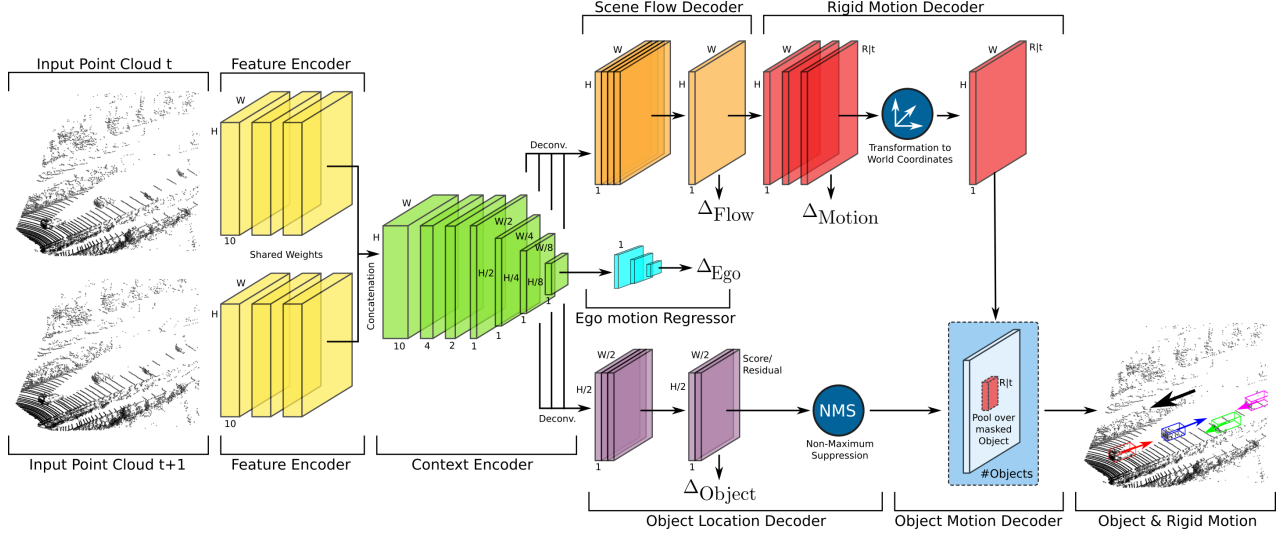 Scene Flow Decoder
Rigid Motion Decoder
Input Point Cloud t
Feature Encoder
W
H
10
Shared Weights
H
W
10
Input Point Cloud t+1
Feature Encoder
Concatenation
W
H
W/2
W/4
W/8
H/2
H/4
H/8
10
4
2
1
1
1
1
Context Encoder
Deconv.
Deconv.
W
H
1
W
H
1
ΔFlow
W
H
R|t
1
ΔMotion
Transformation to
World Coordinates
W
R|t
H
1
1
ΔEgo
Ego motion Regressor
W/2
H/2
1
W/2
H/2
Score/
Residual
1
ΔObject
NMS
Non-Maximum
Suppression
Object Location Decoder
R|t
Pool over
masked
Object
#Objects
Object Motion Decoder
Object & Rigid Motion